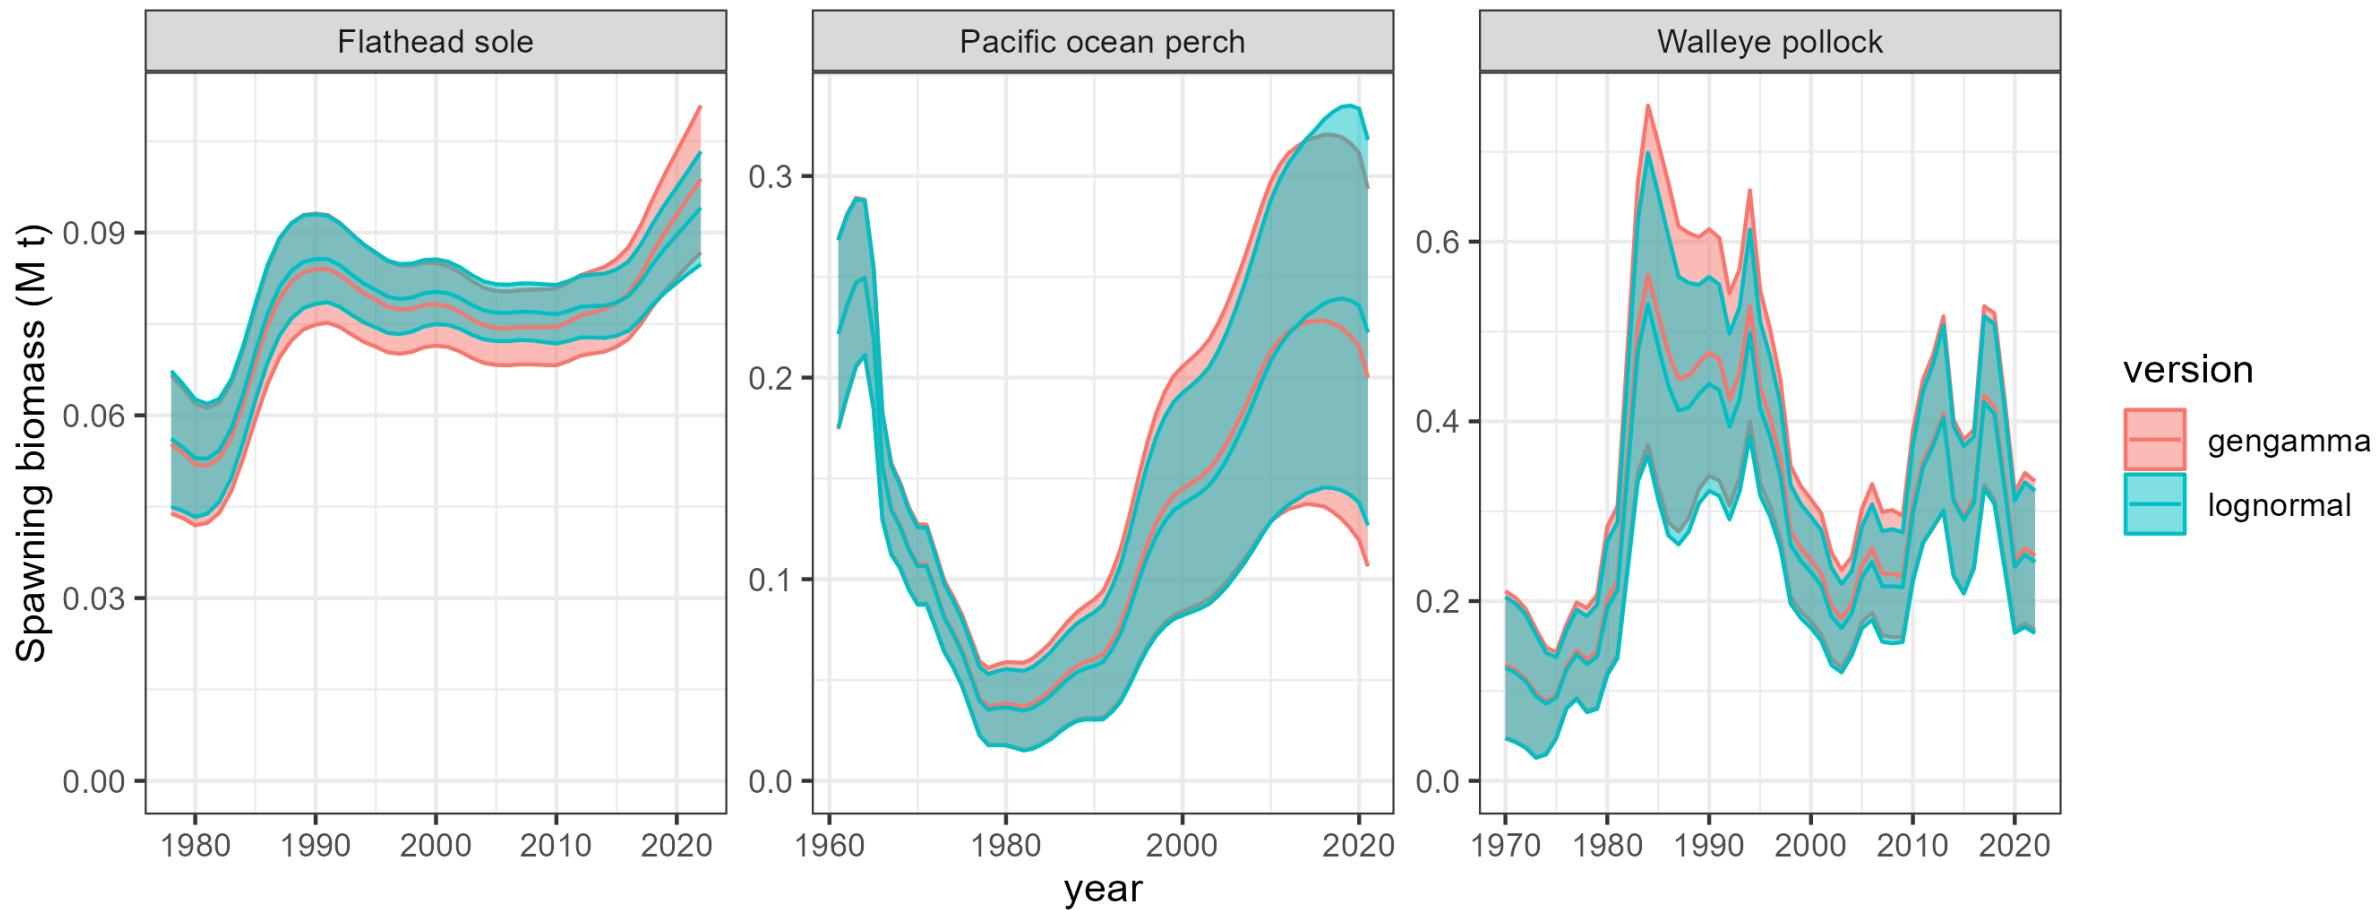 Flathead sole
Pacific ocean perch
Walleye pollock
Spawning biomass (M t)
0.09
0.06
0.03
0.00
0.3
0.2
0.1
0.0
0.6
0.4
0.2
0.0
1980 1990 2000 2010 2020
1960 1980 2000 2020
1970 1980 1990 2000 2010 2020
year
version
gengamma
lognormal